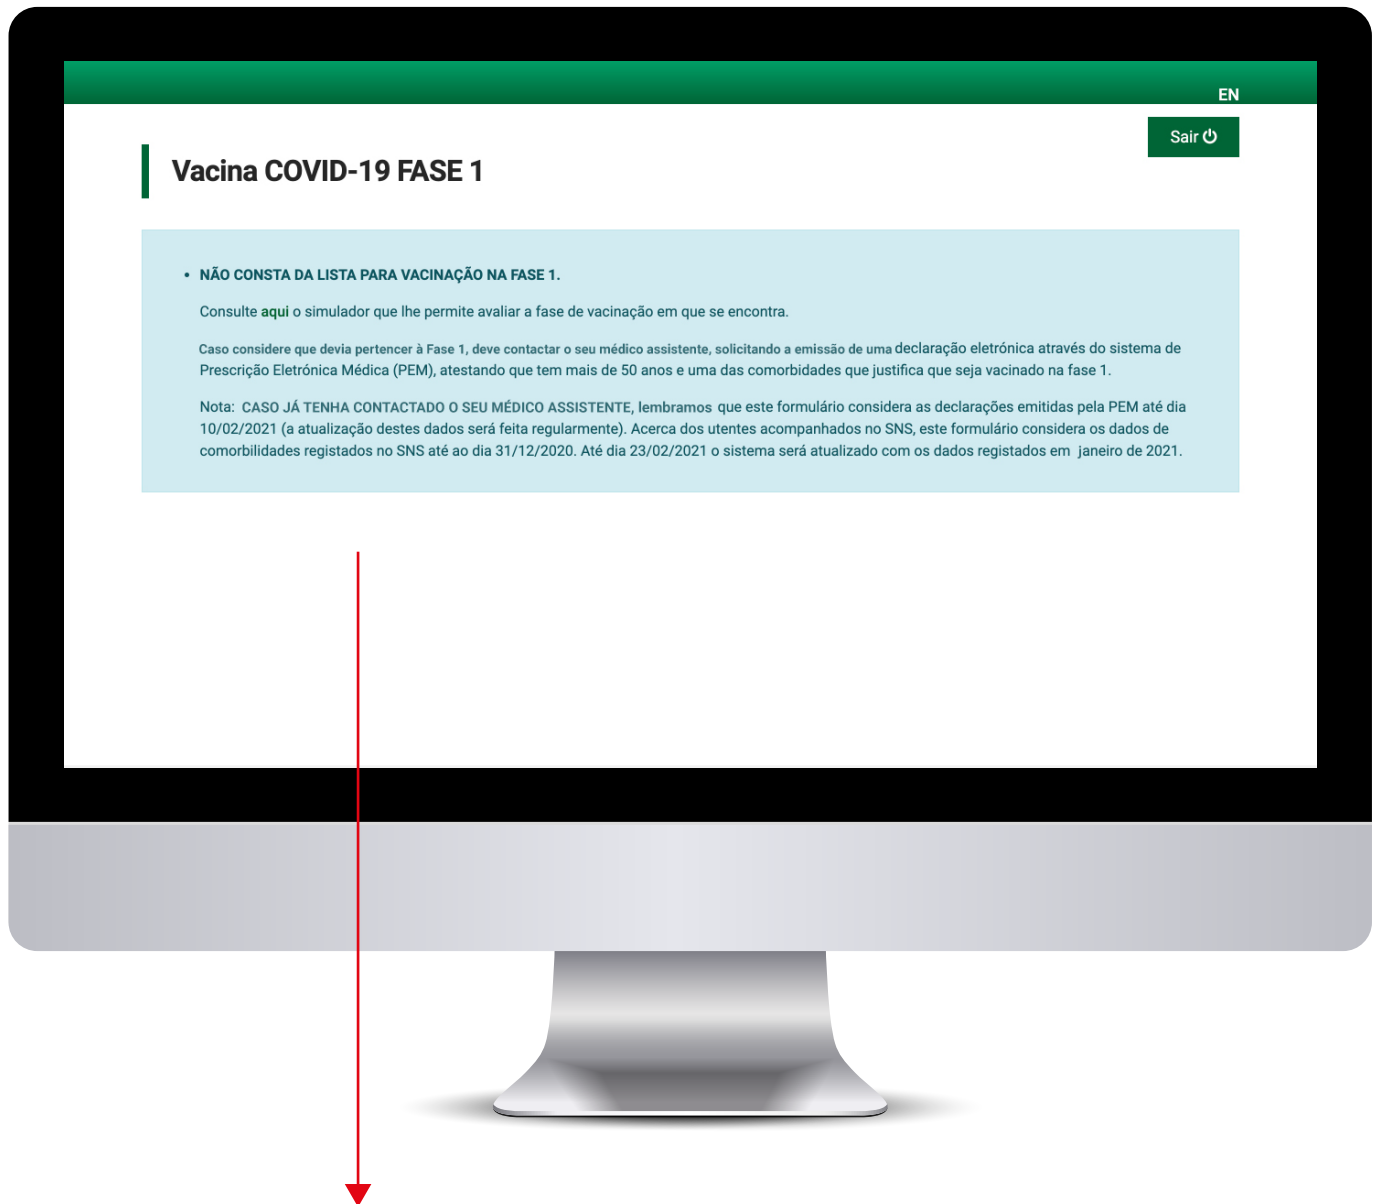 EN
Sair
Vacina COVID-19 FASE 1
• NÃO CONSTA DA LISTA PARA VACINAÇÃO NA FASE 1.
Consulte aqui o simulador que lhe permite avaliar a fase de vacinação em que se encontra.
Caso considere que devia pertencer à Fase 1, deve contactar o seu médico assistente, solicitando a emissão de uma declaração eletrónica através do sistema de
Prescrição Eletrónica Médica (PEM), atestando que tem mais de 50 anos e uma das comorbidades que justifica que seja vacinado na fase 1.
Nota: CASO JÁ TENHA CONTACTADO O SEU MÉDICO ASSISTENTE, lembramos que este formulário considera as declarações emitidas pela PEM até dia
10/02/2021 (a atualização destes dados será feita regularmente). Acerca dos utentes acompanhados no SNS, este formulário considera os dados de
comorbilidades registados no SNS até ao dia 31/12/2020. Até dia 23/02/2021 o sistema será atualizado com os dados registados em janeiro de 2021.